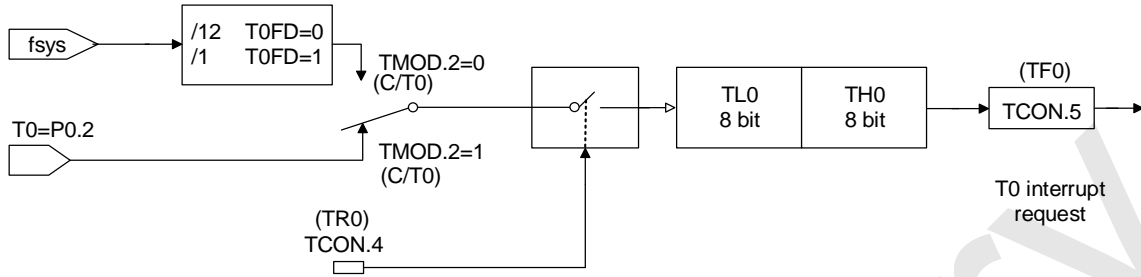 fsys
/12 T0FD=0
/1 T0FD=1
TMOD.2=0
(C/T0)
T0=P0.2
TMOD.2=1
(C/T0)
(TR0)
TCON.4
TL0
8 bit
TH0
8 bit
(TF0)
TCON.5
T0 interrupt
request